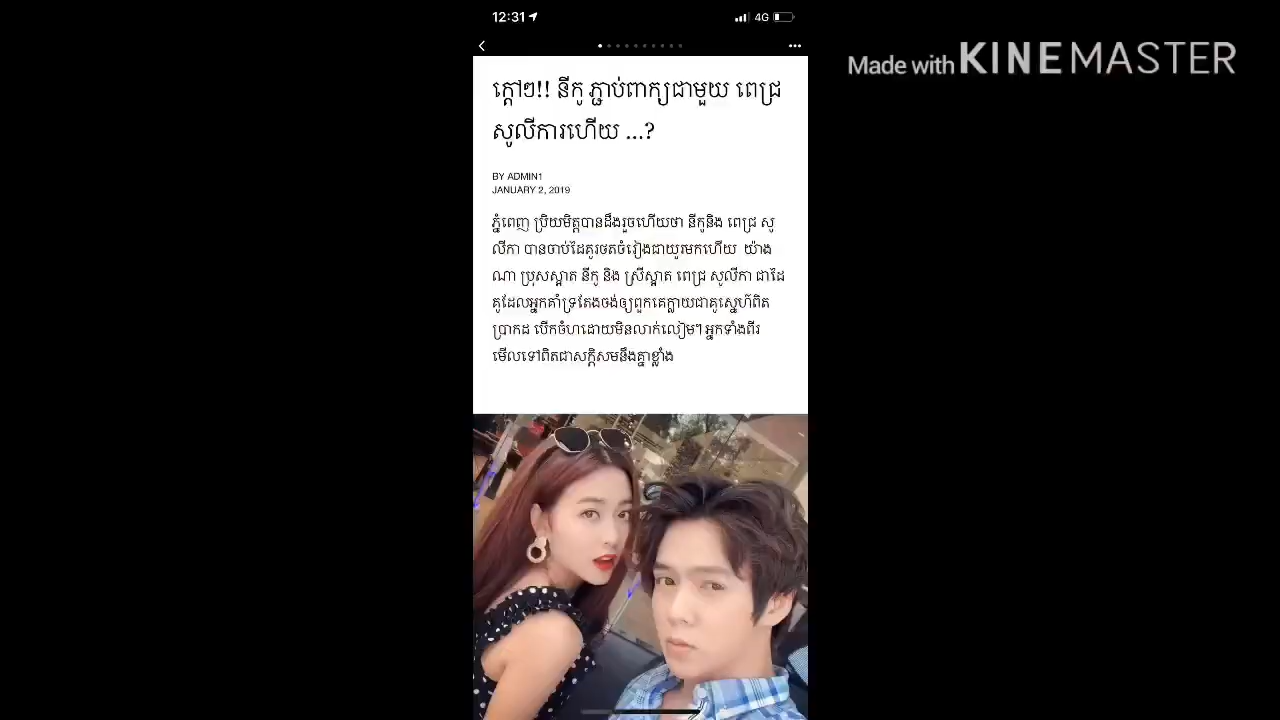 12:31
4G
Made with KINEMASTER
ក្តៅៗ!! នីកូ ភ្ជាប់ពាក្យជាមួយ ពេជ្រ
សូលីការហើយ ...?
BY ADMIN1
JANUARY 2, 2019
ភ្នំពេញ ប្រិយមិត្តបានដឹងរួចហើយថា នីកូនិង ពេជ្រ សូ
លីកា បានចាប់ដៃគូរថតចំវៀងជាយូរមកហើយ យ៉ាង
ណា ប្រុសស្អាត នីកូ និង ស្រីស្អាត ពេជ្រ សូលីកា ជាដៃ
គូដែលអ្នកគាំទ្រតែងចង់ឲ្យពួកគេក្លាយជាគូស្នេហ៍ពិត
ប្រាកដ បើកចំហដោយមិនលាក់លៀម។ អ្នកទាំងពីរ
មើលទៅពិតជាសក្តិសមនឹងគ្នាខ្លាំង